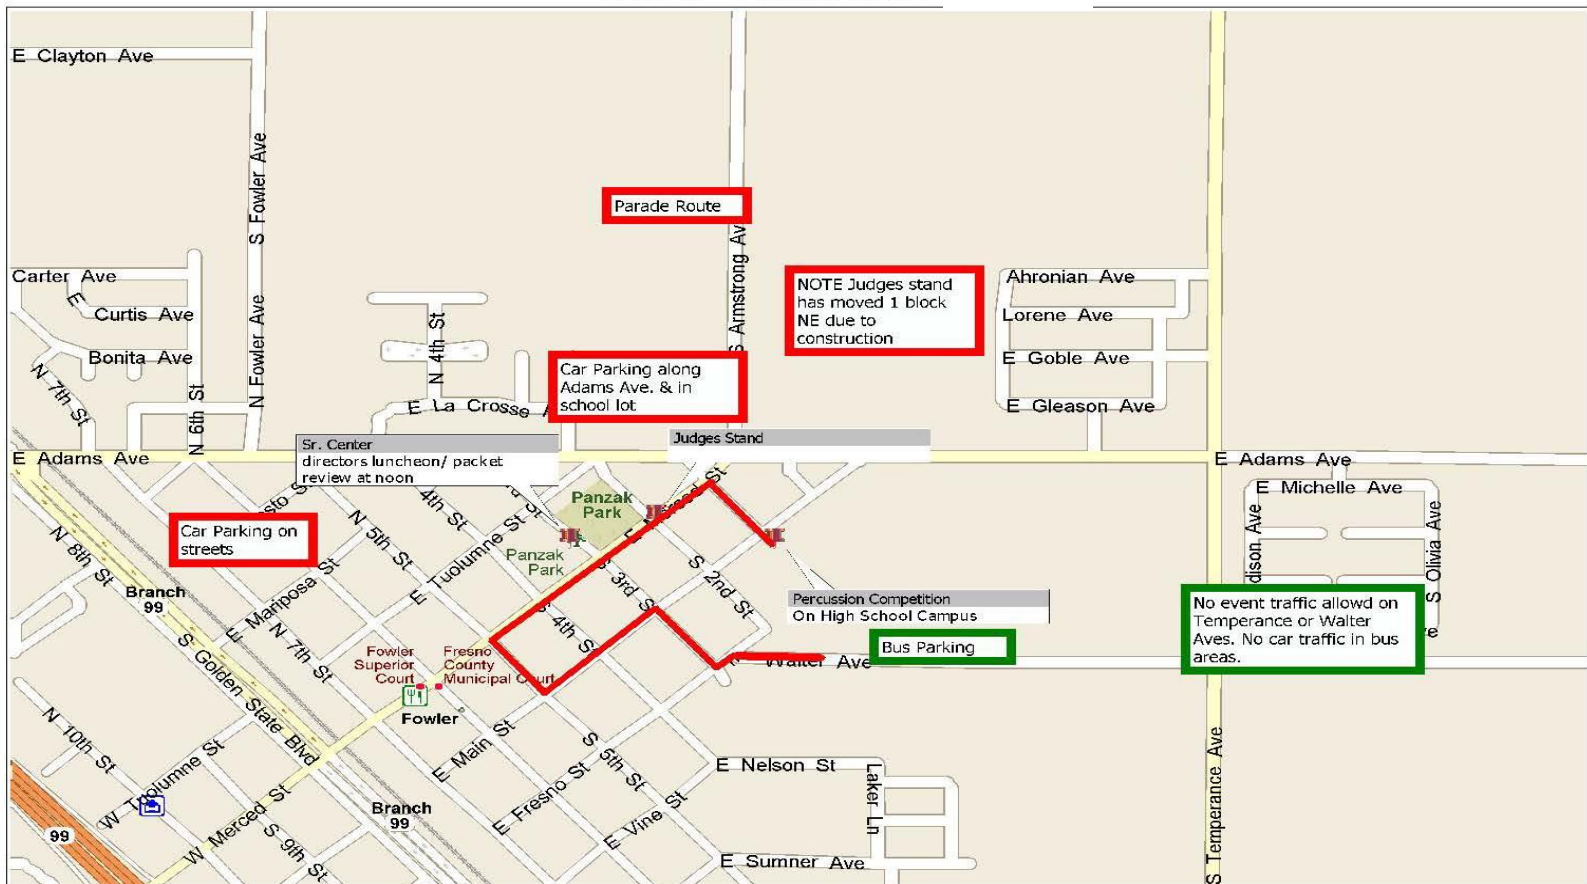 E Clayton Ave
S Fowler Ave
Parade Route
S Armstrong Av
Carter Ave
E
Curtis Ave
Bonita Ave
N 7th St
N 6th St
N Fowler Ave
N 4th St
E La Crosse
NOTE Judges stand
has moved 1 block
NE due to
construction
Ahronian Ave
Lorene Ave
E Goble Ave
E Gleason Ave
Car Parking along
Adams Ave. & in
school lot
E Adams Ave
Sr. Center
directors luncheon/ packet
review at noon
Judges Stand
E Adams Ave
E Michelle Ave
dison Ave
S Olivia Ave
Car Parking on
streets
N 8th St
N 5th St
4th St
E Tuolumne St
Panzak
Park
Panzak
Park
S 3rd St
S 2nd St
S 4th St
E Mariposa St
Branch
99
N 7th St
S Golden State Blvd
Percussion Competition
On High School Campus
Bus Parking
E Walter Ave
No event traffic allowd on
Temperance or Walter
Aves. No car traffic in bus
areas.
Fowler
Superior
Court
Fresno
County
Municipal Court
Fowler
N 10th St
W Tuolumne St
W Merced St
S 9th St
99
Branch
99
E Main St
E Fresno St
S 5th St
E Vine St
E Nelson St
Laker Ln
E Sumner Ave
S Temperance Ave